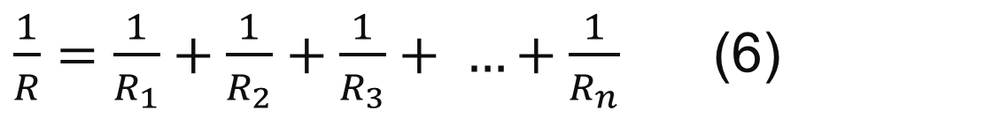 1/R = 1/R₁ + 1/R₂ + 1/R₃ + ... + 1/Rₙ (6)